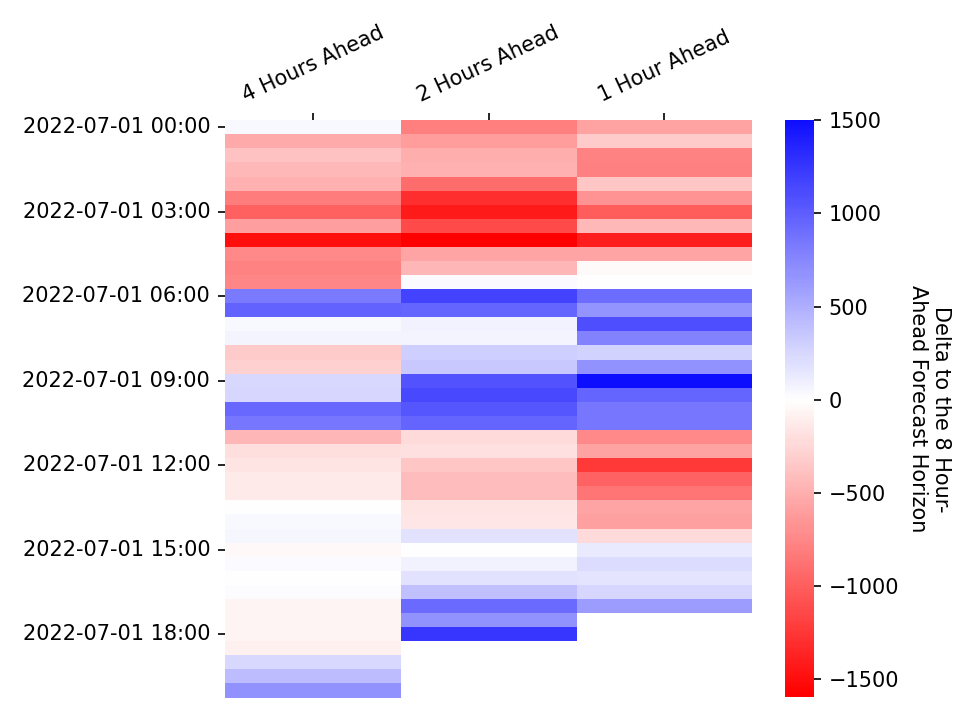 4 Hours Ahead
2 Hours Ahead
1 Hour Ahead
2022-07-01 00:00
2022-07-01 03:00
2022-07-01 06:00
2022-07-01 09:00
2022-07-01 12:00
2022-07-01 15:00
2022-07-01 18:00
1500
1000
500
0
−500
−1000
−1500
Delta to the 8 Hour-
Ahead Forecast Horizon